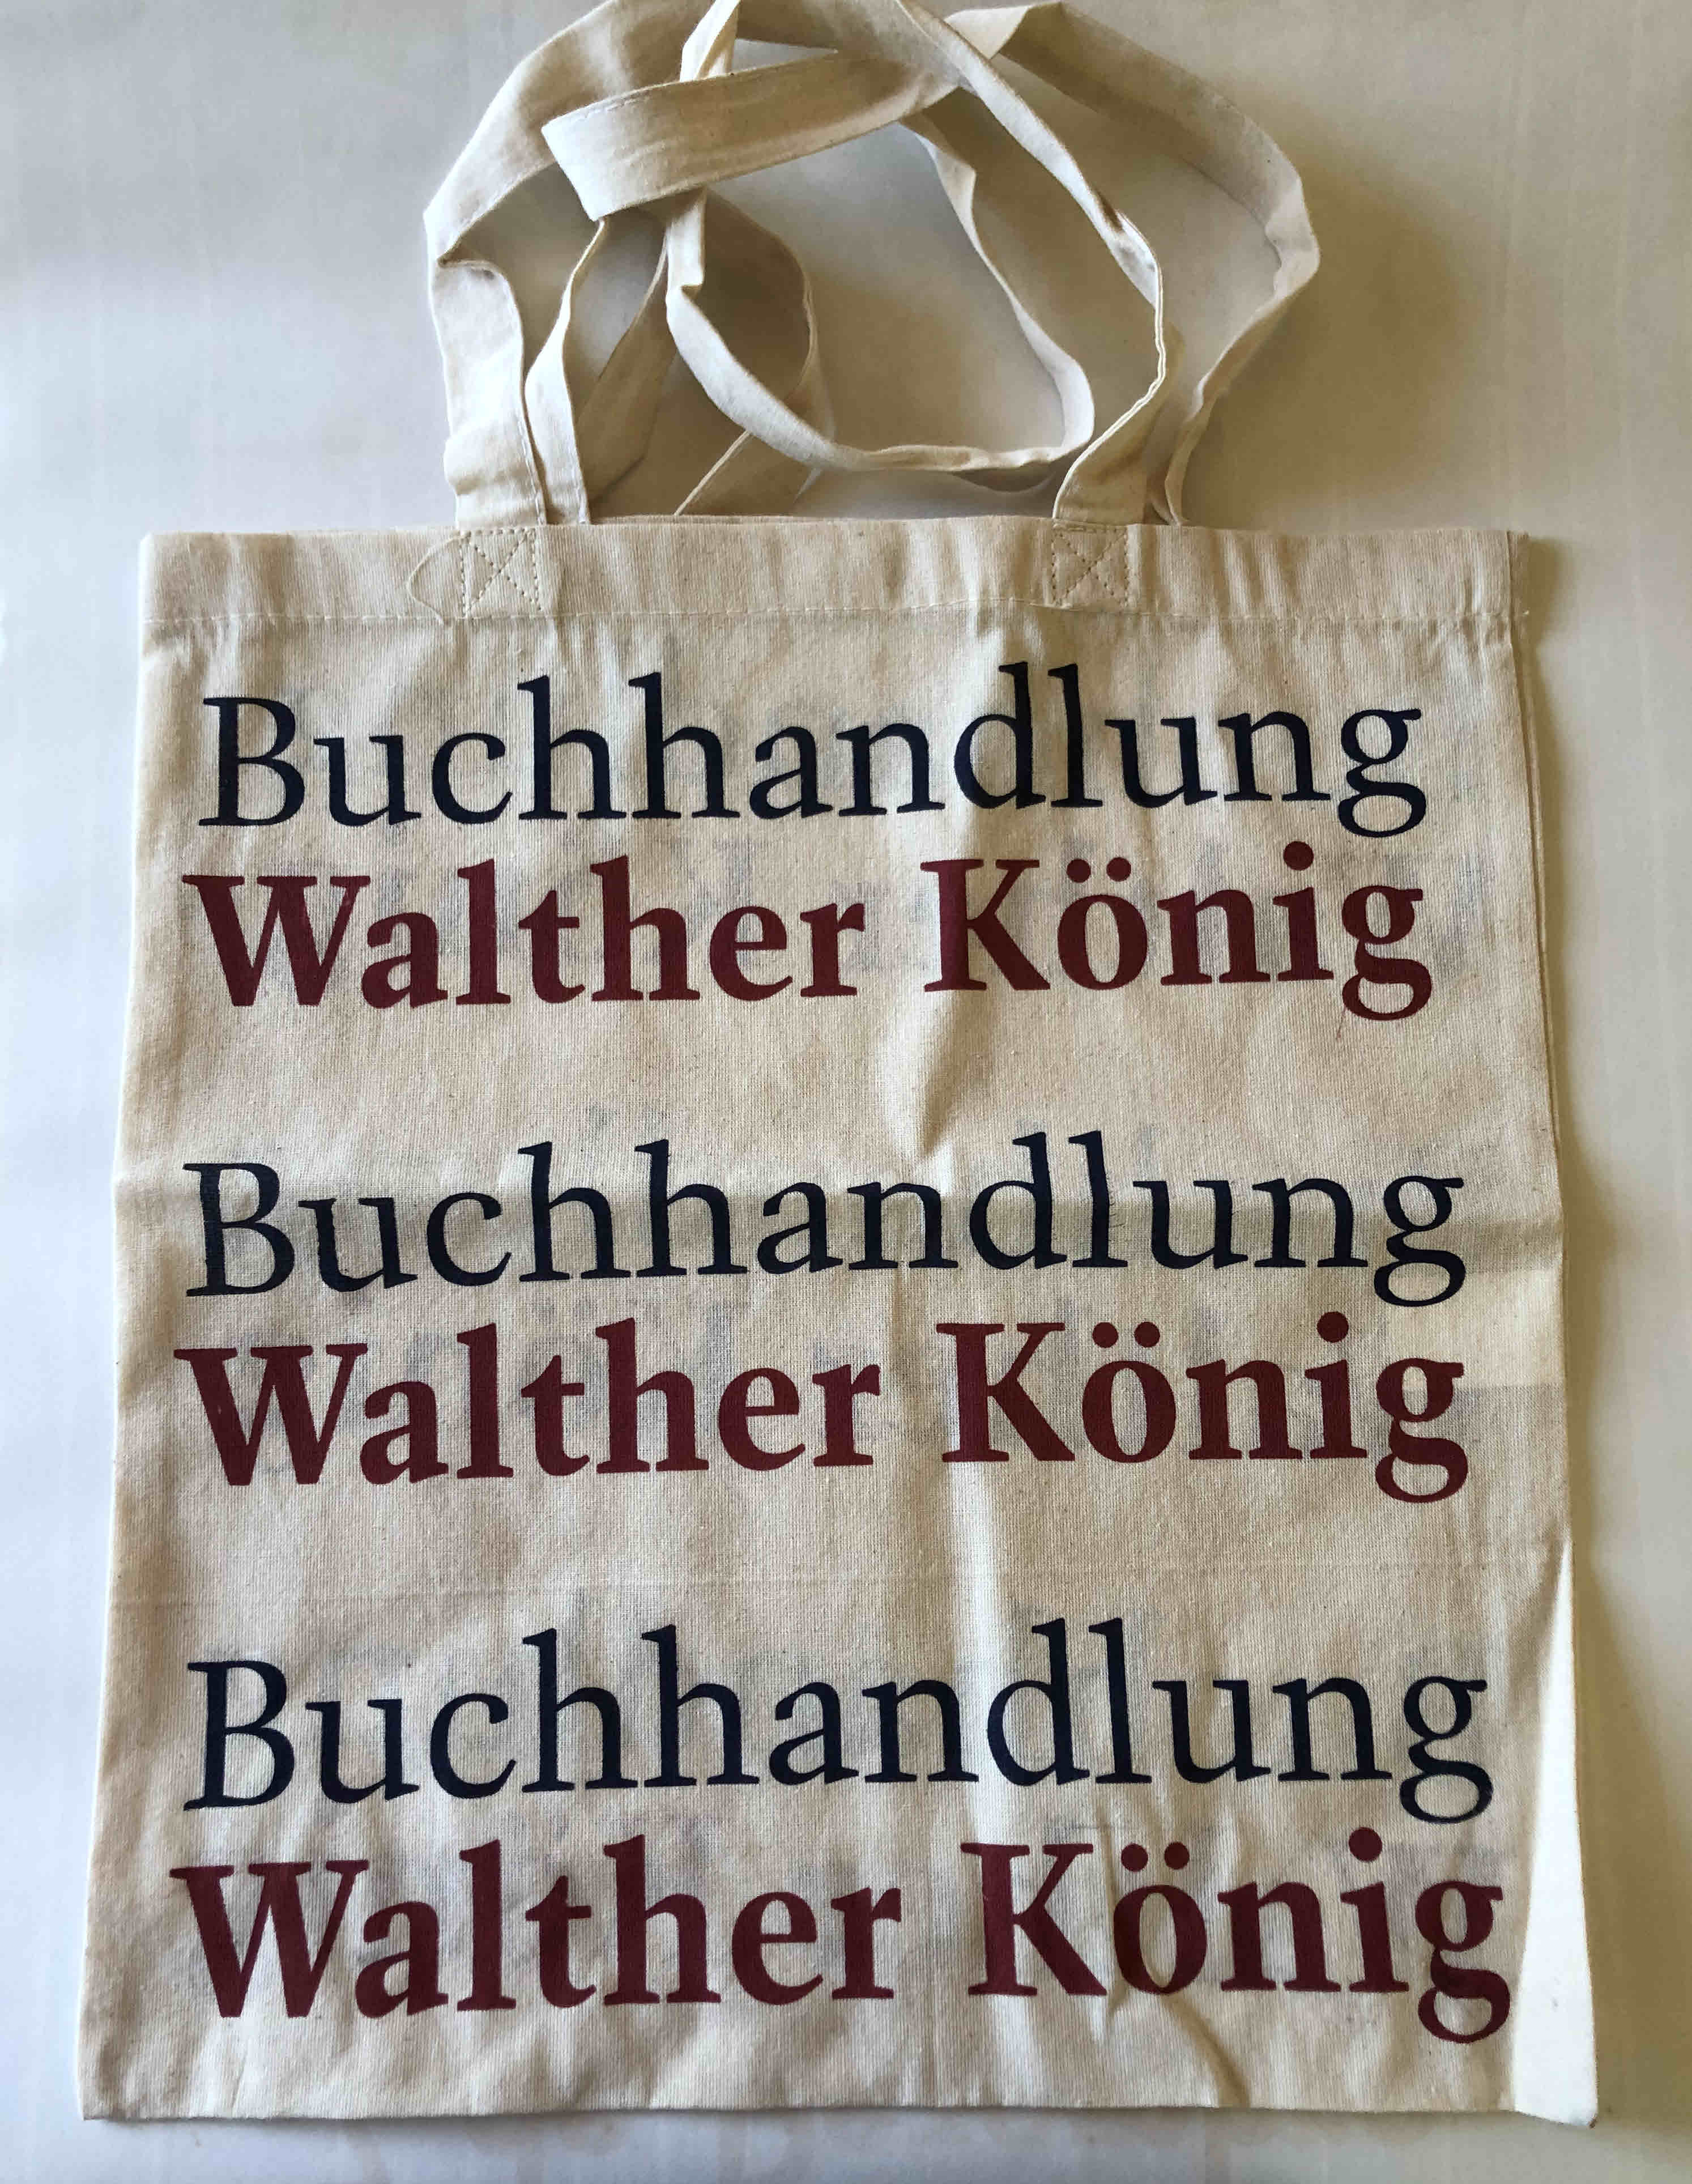 Buchhandlung
Walther König
Buchhandlung
Walther König
Buchhandlung
Walther König